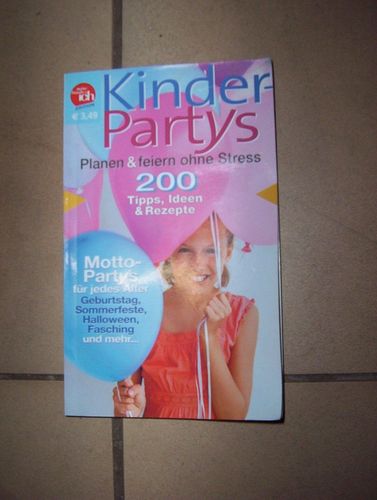 ich
€ 3,49
Kinder-
Partys
Planen & feiern ohne Stress
200
Tipps, Ideen
& Rezepte
Motto-
Partys
für jedes Alter
Geburtstag,
Sommerfeste,
Halloween,
Fasching
und mehr...